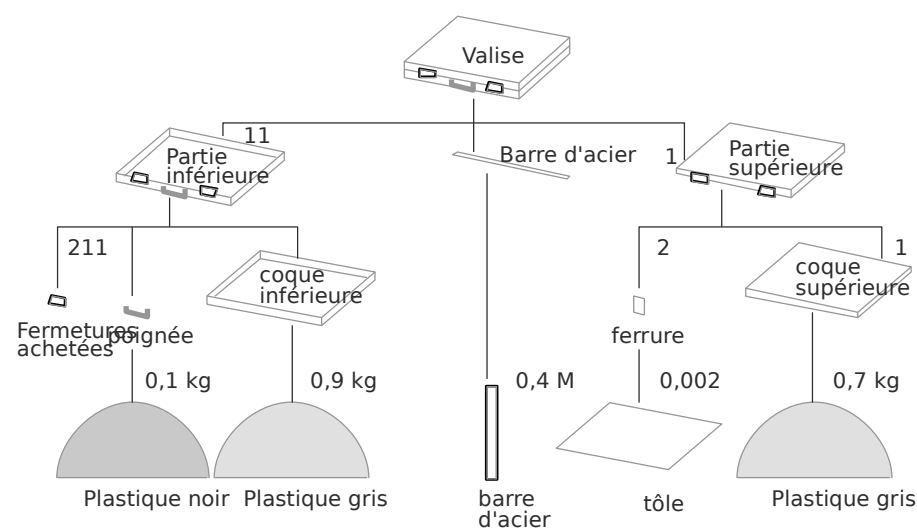 Valise
11
Partie
inférieure
Barre d'acier
1
Partie
supérieure
211
coque
inférieure
2
1
coque
supérieure
Fermetures
achetées
poignée
ferrure
0,1 kg
0,9 kg
0,4 M
0,002
0,7 kg
Plastique noir
Plastique gris
barre
d'acier
tôle
Plastique gris